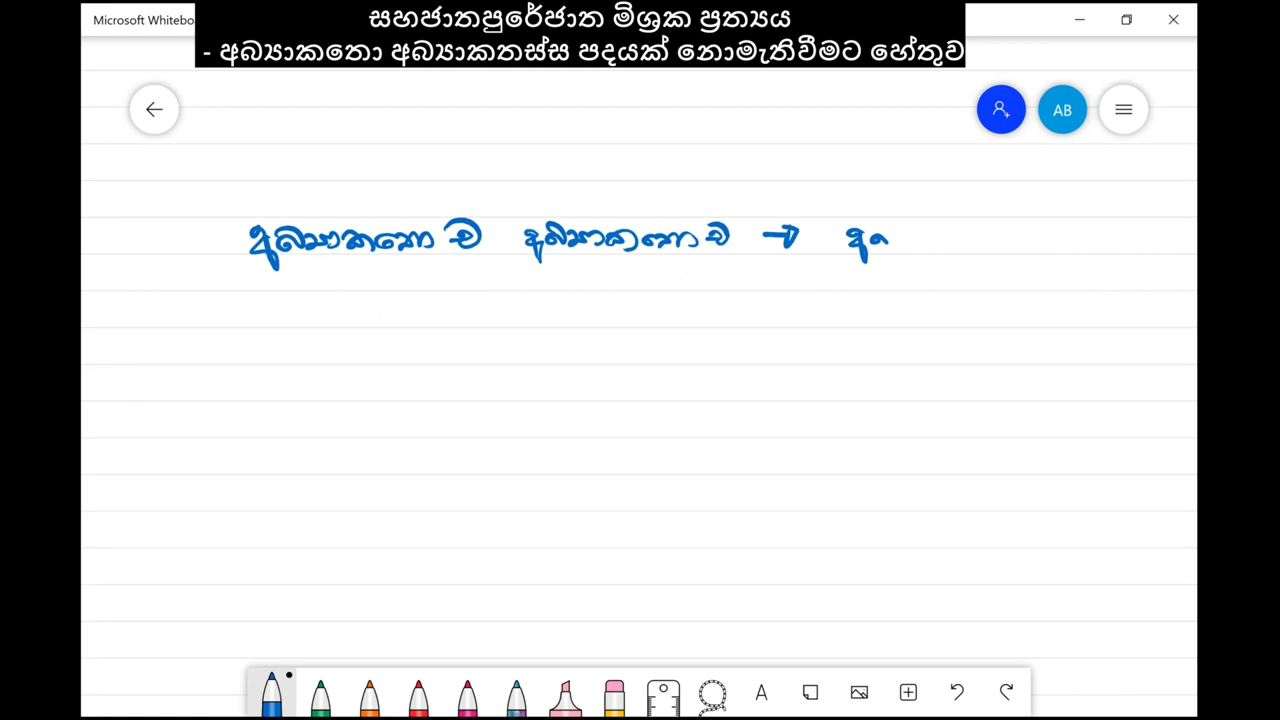 සහජාතපුරේජාත මිශ්‍රක ප්‍රත්‍යය
- අබ්‍යාකතො අබ්‍යාකතස්ස පදයක් නොමැතිවීමට හේතුව
Microsoft Whitebo
AB
අබ්‍යාකතො ච අබ්‍යාකතො ච → අ
A